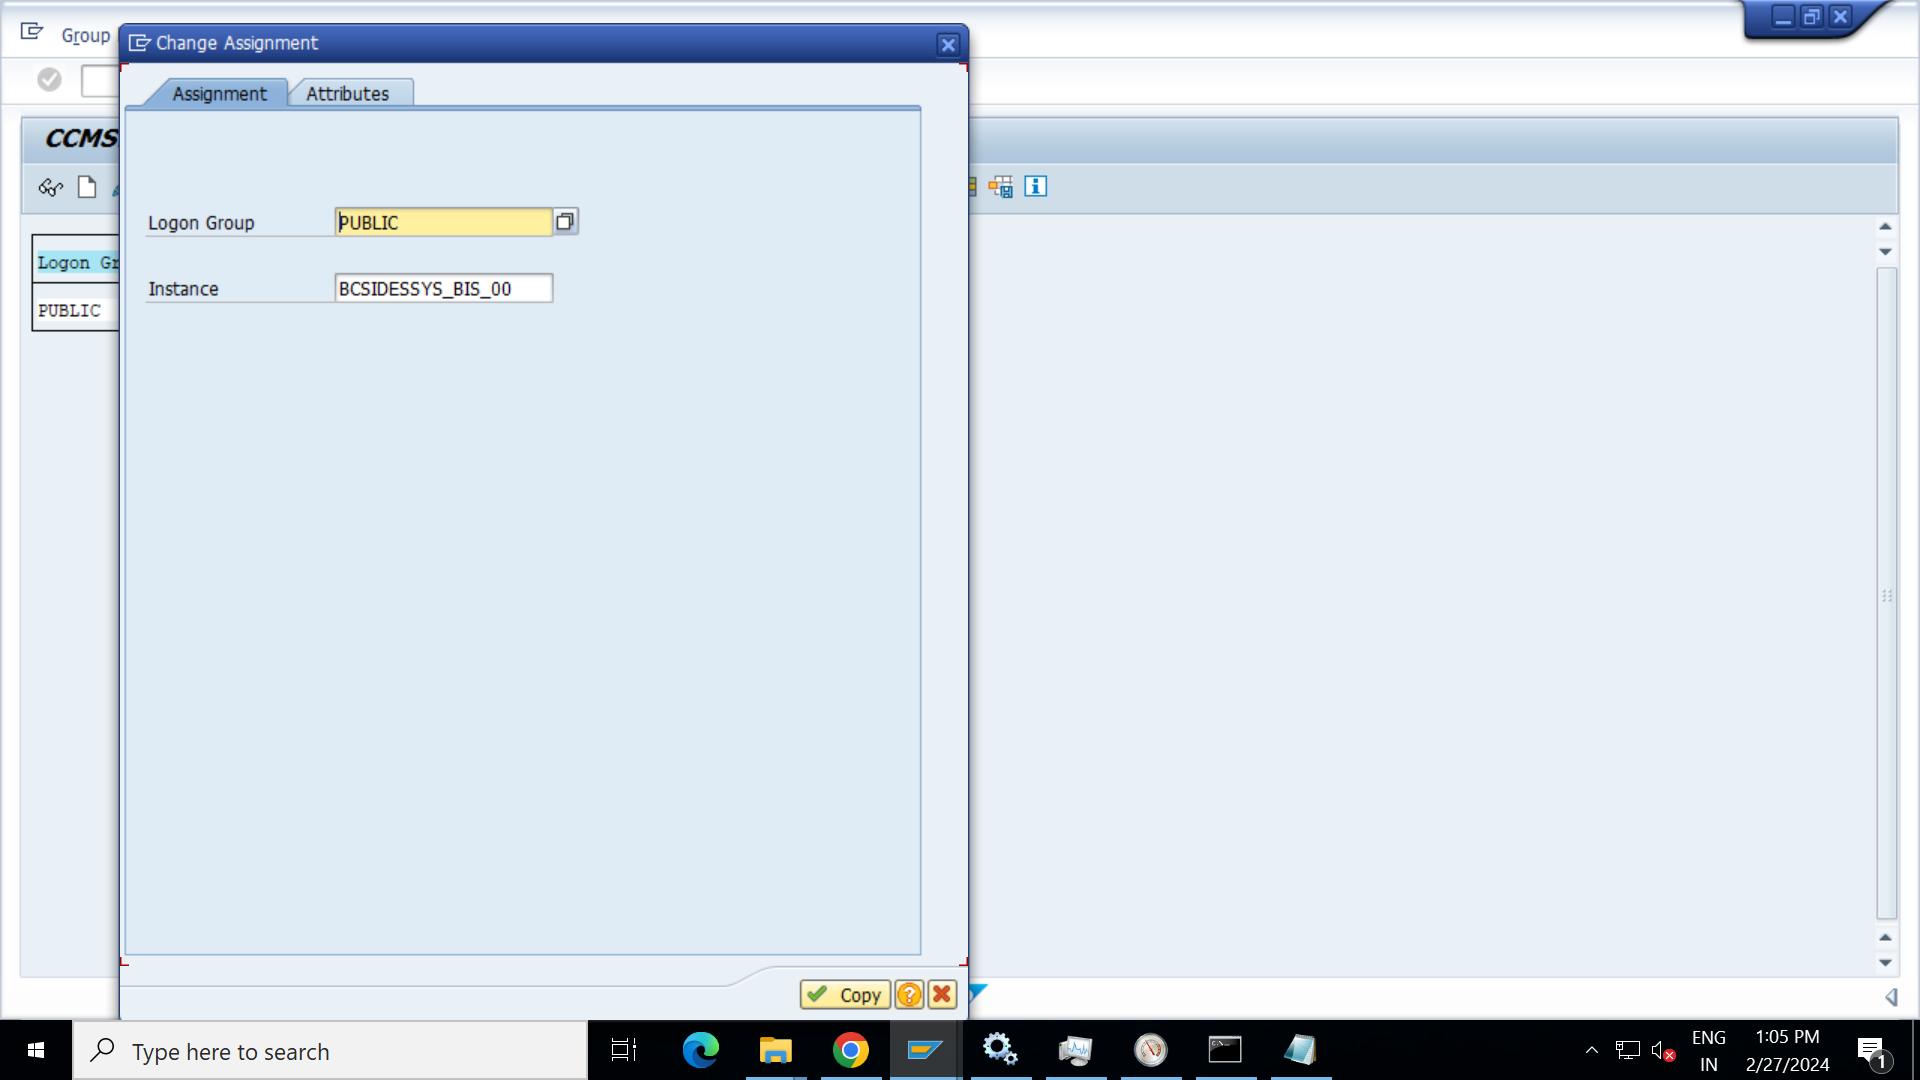 Group
Change Assignment
Assignment
Attributes
CCMS
Logon Group
PUBLIC
Logon Gr
Instance
BCSIDESSYS_BIS_00
PUBLIC
Copy
Type here to search
ENG
IN
1:05 PM
2/27/2024
1